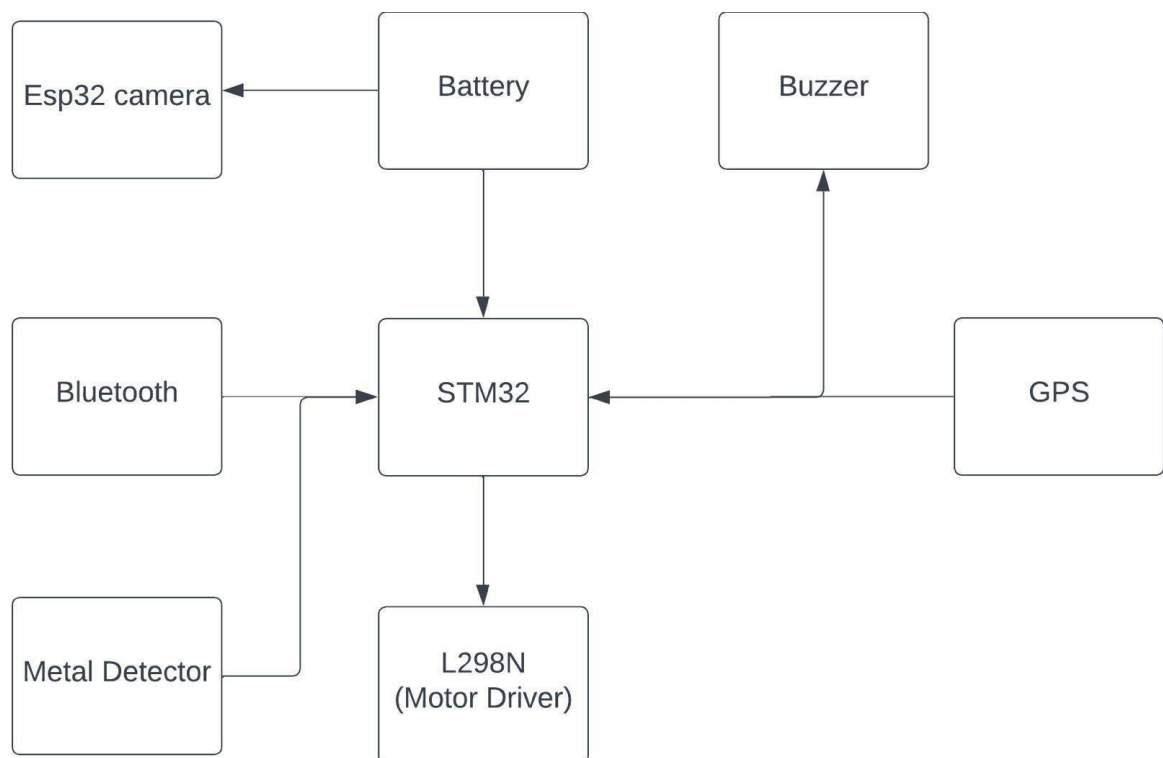 Esp32 camera
Battery
Buzzer
Bluetooth
STM32
GPS
Metal Detector
L298N
(Motor Driver)